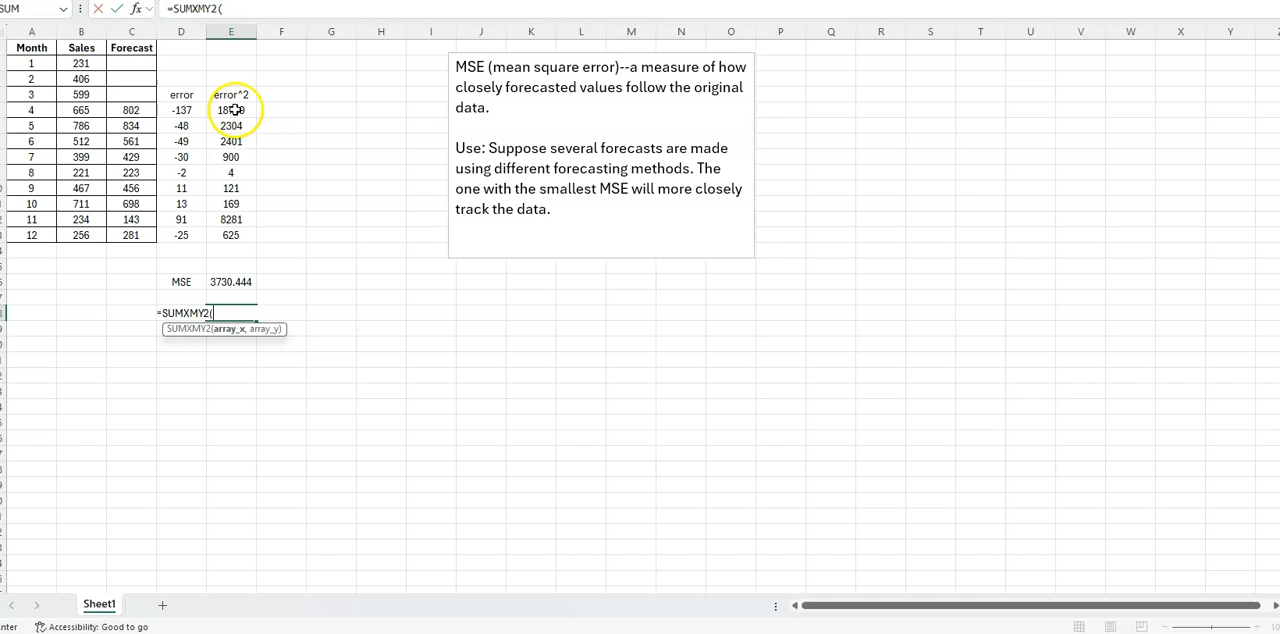 SUM fx =SUMXMY2(
A B C D E F G H I J K L M N O P Q R S T U V W X Y
Month Sales Forecast
1 231
2 406
3 599 error error^2
4 665 802 -137
5 786 834 -48 2304
6 512 561 -49 2401
7 399 429 -30 900
8 221 223 -2 4
9 467 456 11 121
10 711 698 13 169
11 234 143 91 8281
12 256 281 -25 625
MSE 3730.444
=SUMXMY2(
SUMXMY2(array_x, array_y)
MSE (mean square error)--a measure of how
closely forecasted values follow the original
data.
Use: Suppose several forecasts are made
using different forecasting methods. The
one with the smallest MSE will more closely
track the data.
Sheet1
Accessibility: Good to go